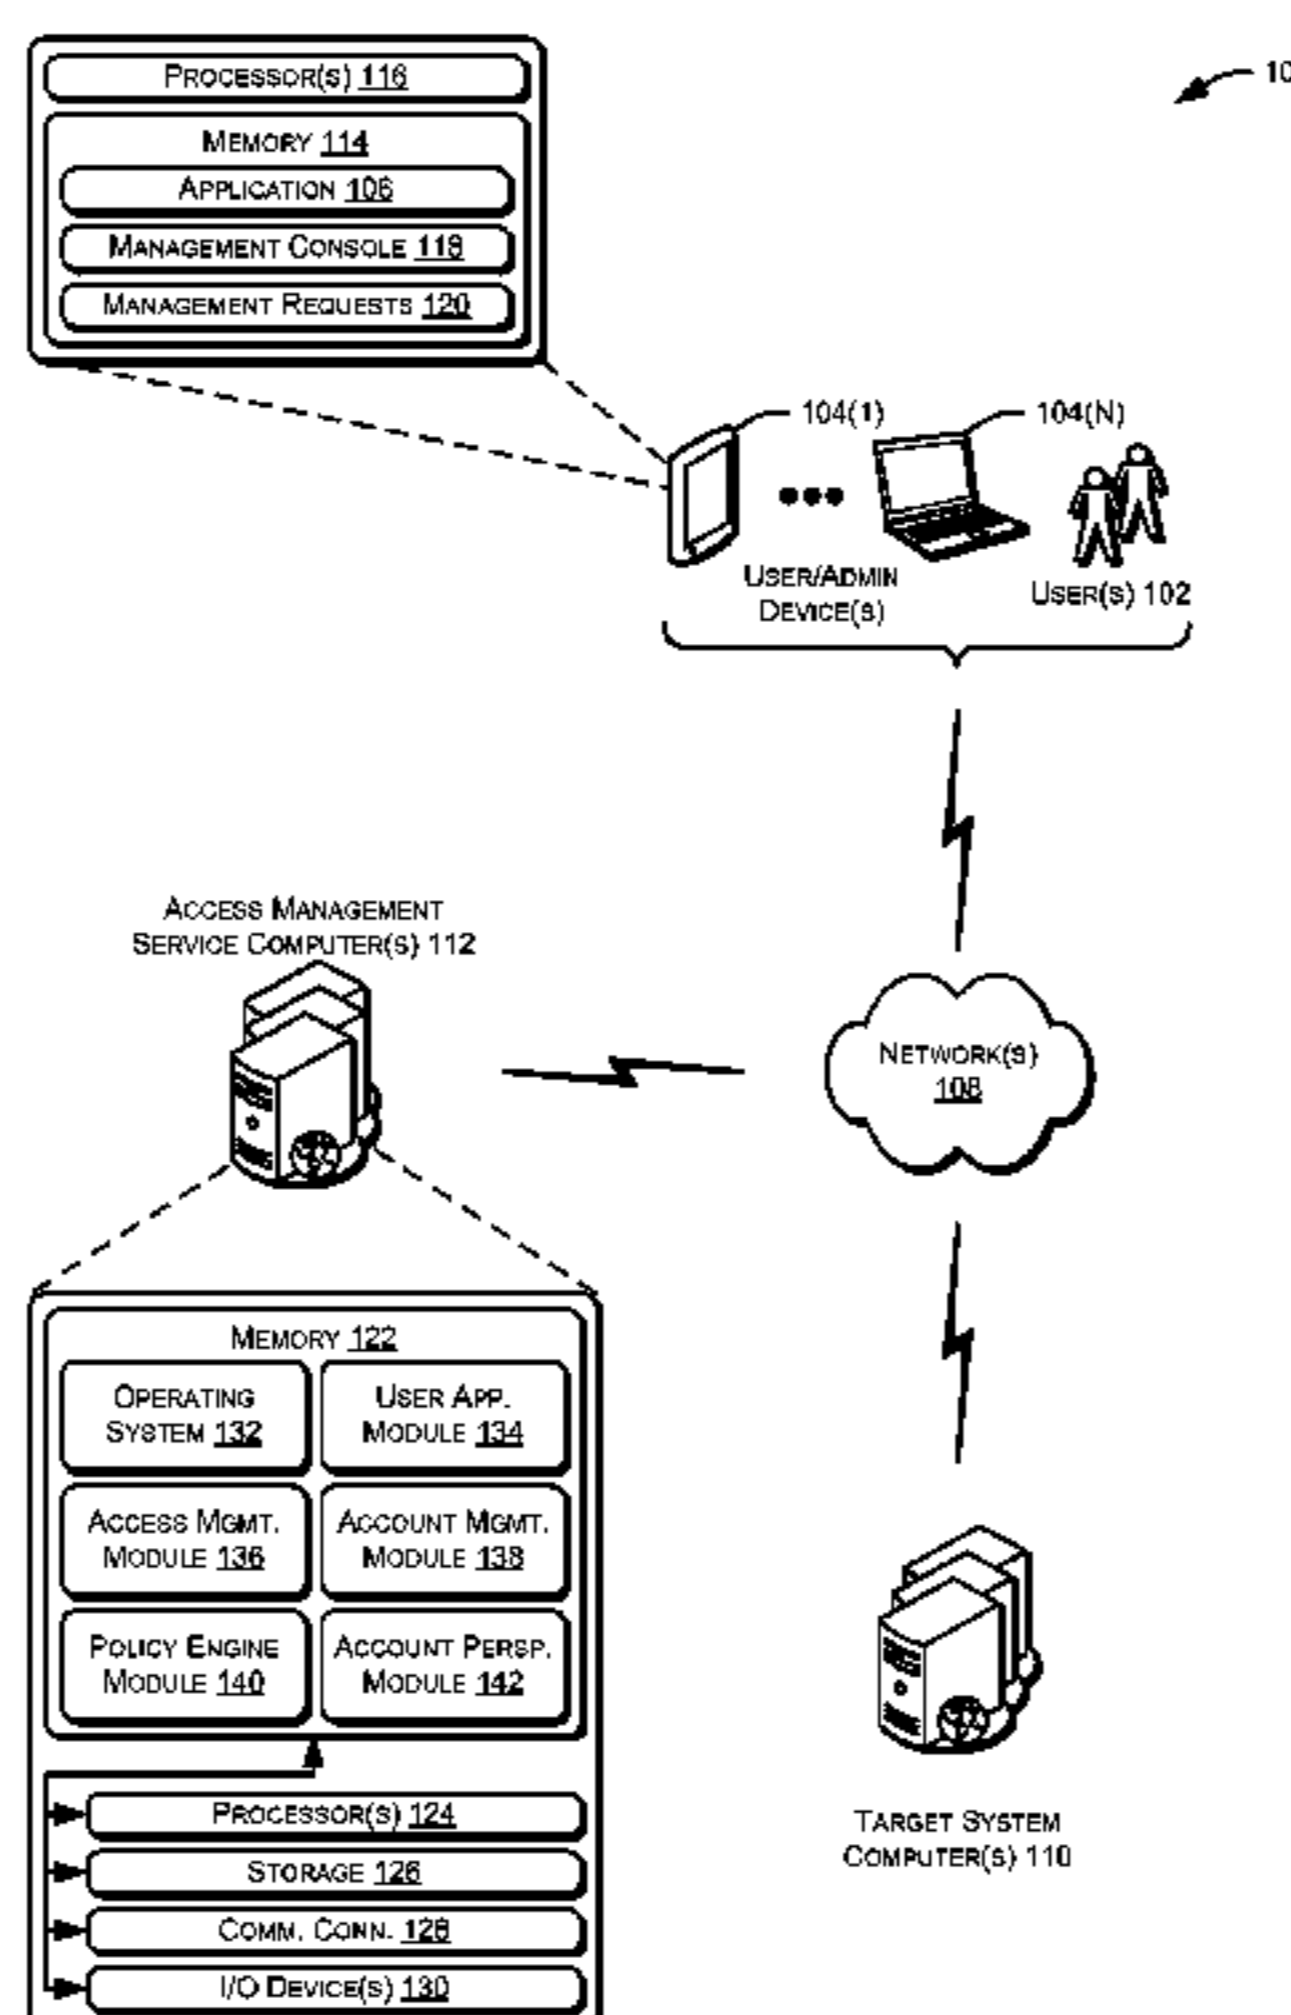 PROCESSOR(S) 116
10
MEMORY 114
APPLICATION 106
MANAGEMENT CONSOLE 118
MANAGEMENT REQUESTS 120
104(1)
104(N)
USER/ADMIN
DEVICE(S)
USER(S) 102
ACCESS MANAGEMENT
SERVICE COMPUTER(S) 112
NETWORK(S)
108
MEMORY 122
OPERATING
SYSTEM 132
USER APP.
MODULE 134
ACCESS MGMT.
MODULE 136
ACCOUNT MGMT.
MODULE 138
POLICY ENGINE
MODULE 140
ACCOUNT PERSP.
MODULE 142
PROCESSOR(S) 124
STORAGE 126
COMM. CONN. 128
I/O DEVICE(S) 130
TARGET SYSTEM
COMPUTER(S) 110